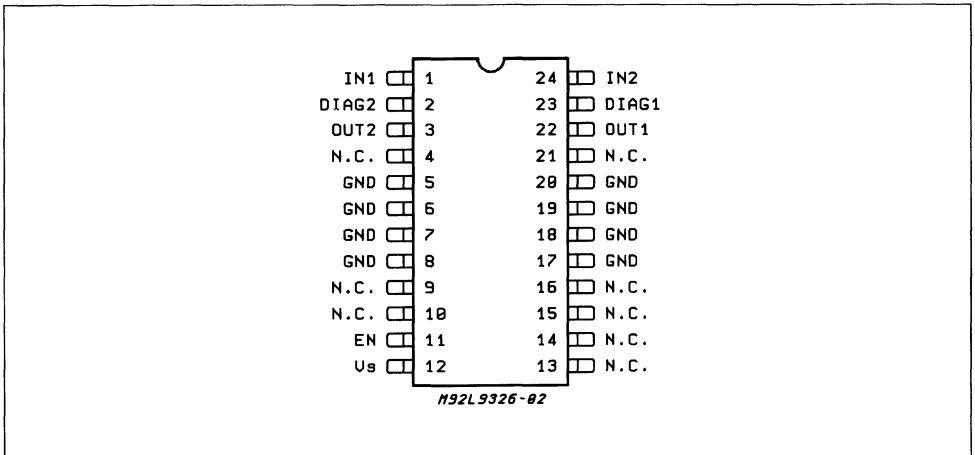 IN1 1 24 IN2
DIAG2 2 23 DIAG1
OUT2 3 22 OUT1
N.C. 4 21 N.C.
GND 5 20 GND
GND 6 19 GND
GND 7 18 GND
GND 8 17 GND
N.C. 9 16 N.C.
N.C. 10 15 N.C.
EN 11 14 N.C.
Vs 12 13 N.C.
M92L9326-02